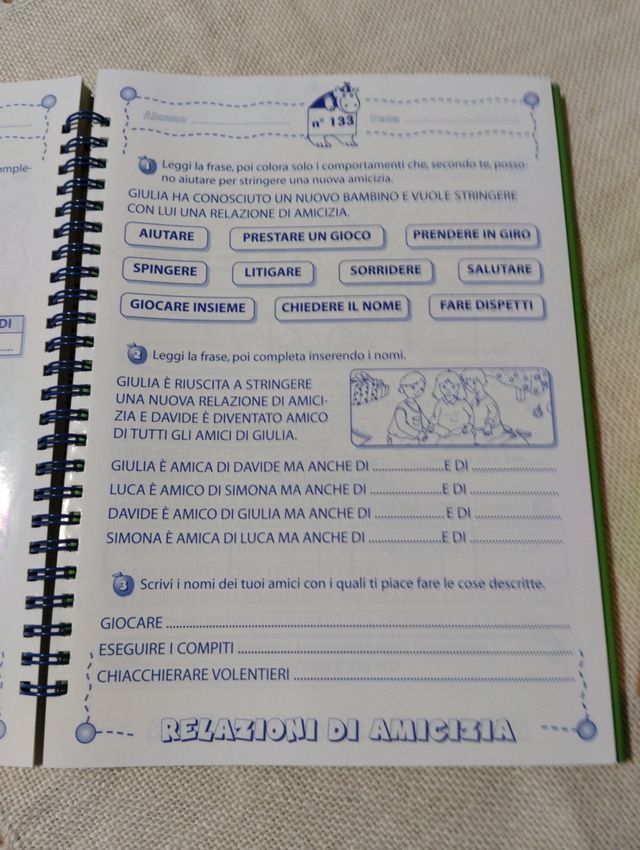 mple-
DI
Alunno
n° 133
Data
1 Leggi la frase, poi colora solo i comportamenti che, secondo te, posso-
no aiutare per stringere una nuova amicizia.
GIULIA HA CONOSCIUTO UN NUOVO BAMBINO E VUOLE STRINGERE
CON LUI UNA RELAZIONE DI AMICIZIA.
AIUTARE PRESTARE UN GIOCO PRENDERE IN GIRO
SPINGERE LITIGARE SORRIDERE SALUTARE
GIOCARE INSIEME CHIEDERE IL NOME FARE DISPETTI
2 Leggi la frase, poi completa inserendo i nomi.
GIULIA È RIUSCITA A STRINGERE
UNA NUOVA RELAZIONE DI AMICI-
ZIA E DAVIDE È DIVENTATO AMICO
DI TUTTI GLI AMICI DI GIULIA.
GIULIA È AMICA DI DAVIDE MA ANCHE DI ....................E DI ........................
LUCA È AMICO DI SIMONA MA ANCHE DI ....................E DI ........................
DAVIDE È AMICO DI GIULIA MA ANCHE DI ....................E DI ........................
SIMONA È AMICA DI LUCA MA ANCHE DI ....................E DI ........................
3 Scrivi i nomi dei tuoi amici con i quali ti piace fare le cose descritte.
GIOCARE ........................................
ESEGUIRE I COMPITI ........................................
CHIACCHIERARE VOLENTIERI ........................................
RELAZIONI DI AMICIZIA